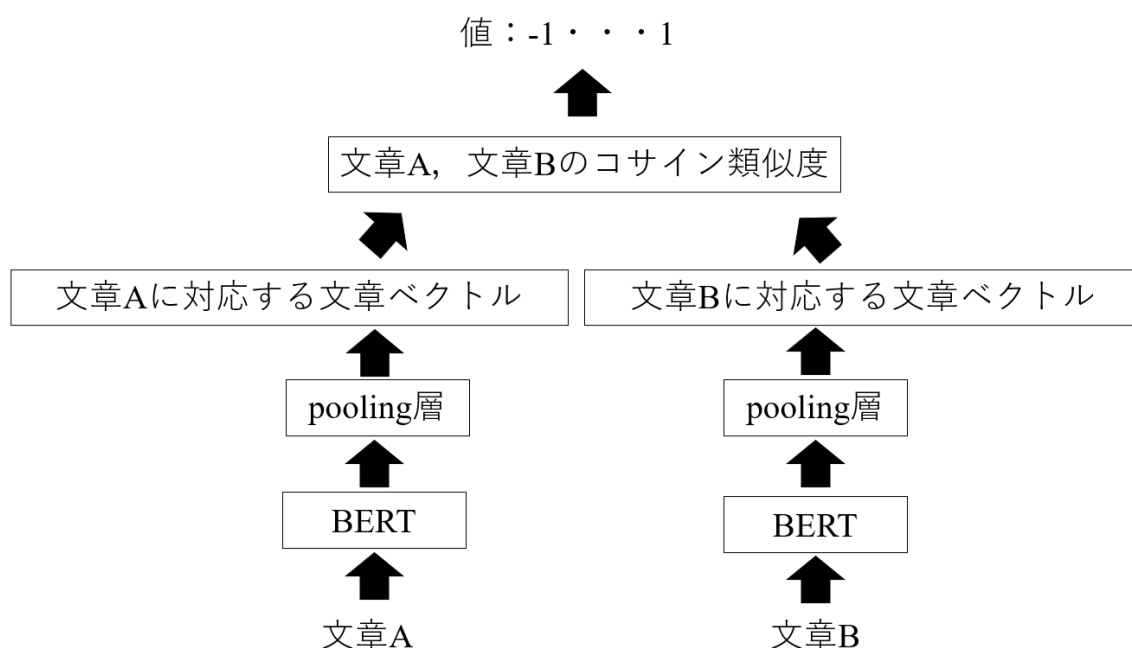 値：-1・・・1
文章A，文章Bのコサイン類似度
文章Aに対応する文章ベクトル
文章Bに対応する文章ベクトル
pooling層
pooling層
BERT
BERT
文章A
文章B